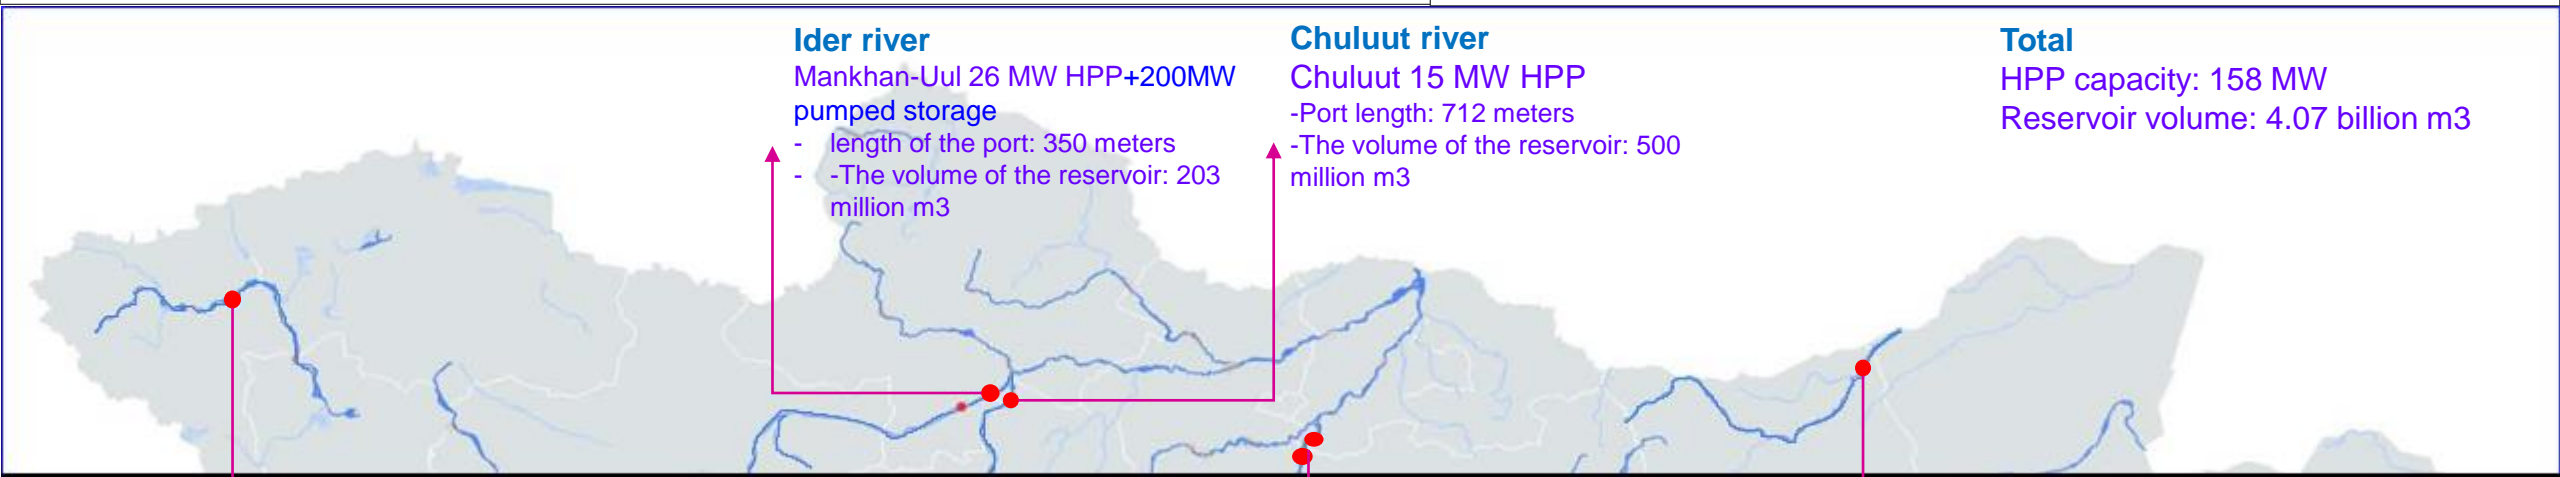 Ider river
Mankhan-Uul 26 MW HPP+200MW
pumped storage
- length of the port: 350 meters
- -The volume of the reservoir: 203
million m3
Chuluut river
Chuluut 15 MW HPP
-Port length: 712 meters
-The volume of the reservoir: 500
million m3
Total
HPP capacity: 158 MW
Reservoir volume: 4.07 billion m3